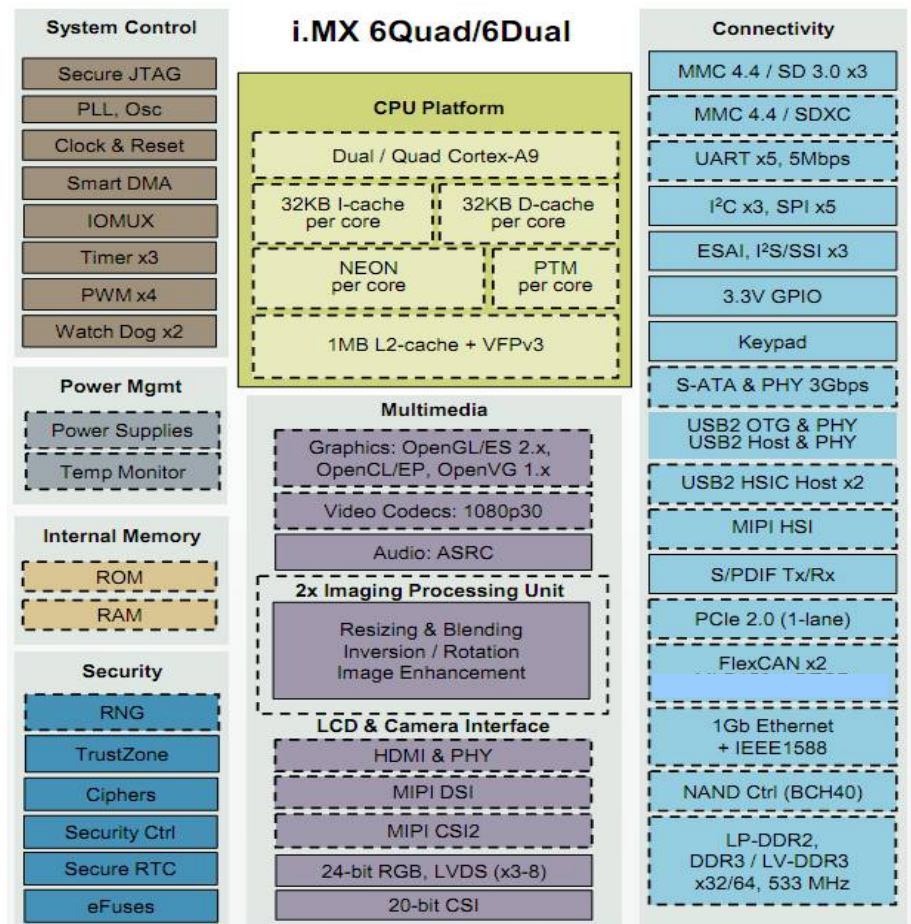 System Control
Secure JTAG
PLL, Osc
Clock & Reset
Smart DMA
IOMUX
Timer x3
PWM x4
Watch Dog x2
Power Mgmt
Power Supplies
Temp Monitor
Internal Memory
ROM
RAM
Security
RNG
TrustZone
Ciphers
Security Ctrl
Secure RTC
eFuses
i.MX 6Quad/6Dual
CPU Platform
Dual / Quad Cortex-A9
32KB I-cache
per core
32KB D-cache
per core
NEON
per core
PTM
per core
1MB L2-cache + VFPv3
Multimedia
Graphics: OpenGL/ES 2.x,
OpenCL/EP, OpenVG 1.x
Video Codecs: 1080p30
Audio: ASRC
2x Imaging Processing Unit
Resizing & Blending
Inversion / Rotation
Image Enhancement
LCD & Camera Interface
HDMI & PHY
MIPI DSI
MIPI CSI2
24-bit RGB, LVDS (x3-8)
20-bit CSI
Connectivity
MMC 4.4 / SD 3.0 x3
MMC 4.4 / SDXC
UART x5, 5Mbps
I²C x3, SPI x5
ESAI, I²S/SSI x3
3.3V GPIO
Keypad
S-ATA & PHY 3Gbps
USB2 OTG & PHY
USB2 Host & PHY
USB2 HSIC Host x2
MIPI HSI
S/PDIF Tx/Rx
PCIe 2.0 (1-lane)
FlexCAN x2
1Gb Ethernet
+ IEEE1588
NAND Ctrl (BCH40)
LP-DDR2,
DDR3 / LV-DDR3
x32/64, 533 MHz